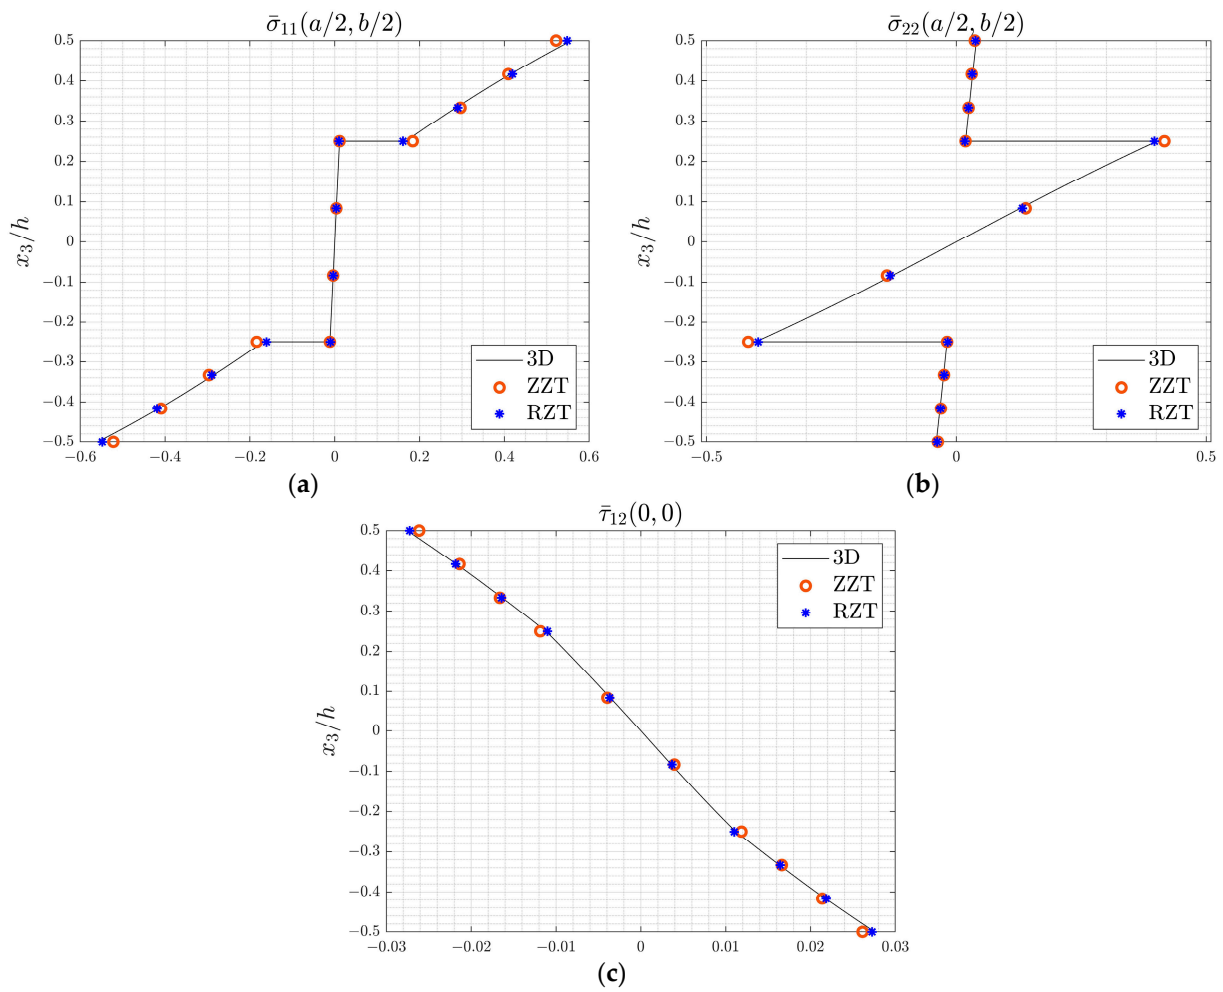 σ̄₁₁(a/2, b/2)
0.5
0.4
0.3
0.2
0.1
0
−0.1
−0.2
−0.3
−0.4
−0.5
x₃/h
−0.6 −0.4 −0.2 0 0.2 0.4 0.6
3D
ZZT
RZT
(a)
σ̄₂₂(a/2, b/2)
0.5
0.4
0.3
0.2
0.1
0
−0.1
−0.2
−0.3
−0.4
−0.5
x₃/h
−0.5 0 0.5
3D
ZZT
RZT
(b)
τ̄₁₂(0, 0)
0.5
0.4
0.3
0.2
0.1
0
−0.1
−0.2
−0.3
−0.4
−0.5
x₃/h
−0.03 −0.02 −0.01 0 0.01 0.02 0.03
3D
ZZT
RZT
(c)